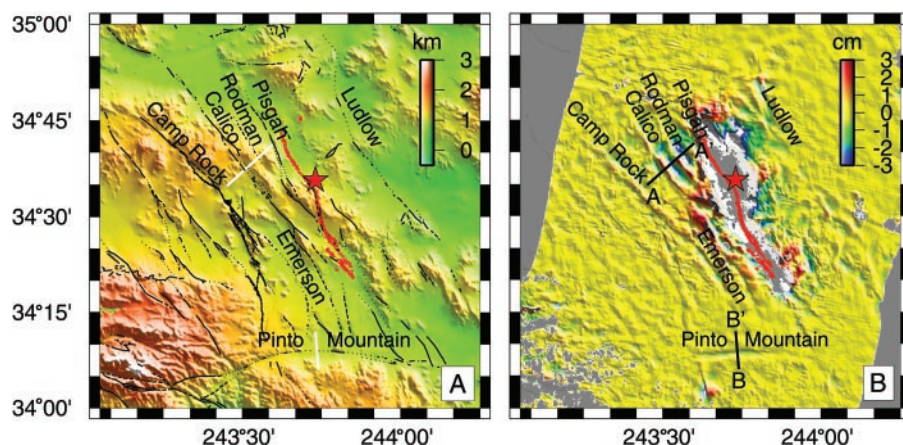 35°00'
34°45'
34°30'
34°15'
34°00'
243°30'
244°00'
km
3
2
1
0
Pisgah
Rodman
Calico
Camp Rock
Ludlow
Emerson
Pinto Mountain
A
cm
3
2
1
0
-1
-2
-3
Pisgah
Rodman
Calico
Camp Rock
Ludlow
A'
A
Emerson
B'
Pinto Mountain
B
B
243°30'
244°00'